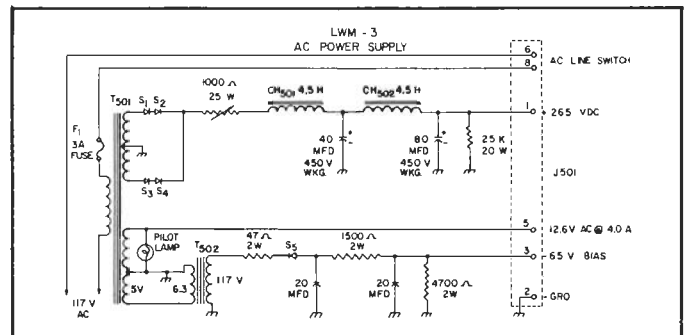 LWM - 3
AC POWER SUPPLY
6
8
AC LINE SWITCH
T501
S1 S2
1000 Ω
25 W
CH501 4.5 H
CH502 4.5 H
1
265 VDC
F1
3A
FUSE
40
MFD
450 V
WKG.
80
MFD
450 V
WKG.
25 K
20 W
J501
S3 S4
5
12.6V AC @ 4.0 A
PILOT
LAMP
T502
47 Ω
2W
S5
1500 Ω
2W
3
- 65 V BIAS
117 V
AC
5V
6.3
117 V
20
MFD
20
MFD
4700 Ω
2W
2
GRD